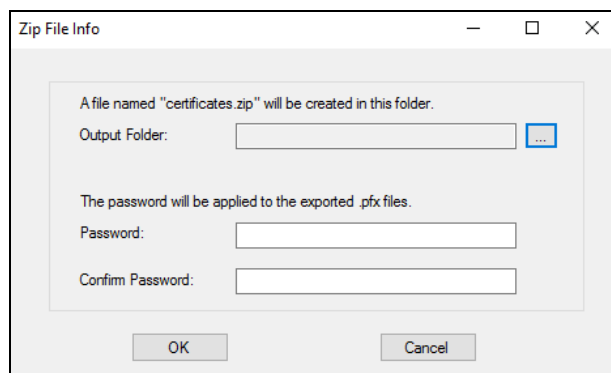 Zip File Info
A file named "certificates.zip" will be created in this folder.
Output Folder:
...
The password will be applied to the exported .pfx files.
Password:
Confirm Password:
OK
Cancel